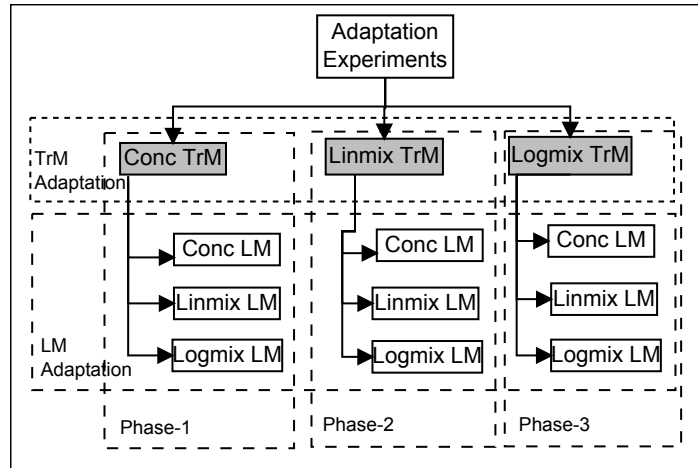 Adaptation
Experiments
TrM
Adaptation
Conc TrM
Linmix TrM
Logmix TrM
LM
Adaptation
Conc LM
Linmix LM
Logmix LM
Conc LM
Linmix LM
Logmix LM
Conc LM
Linmix LM
Logmix LM
Phase-1
Phase-2
Phase-3